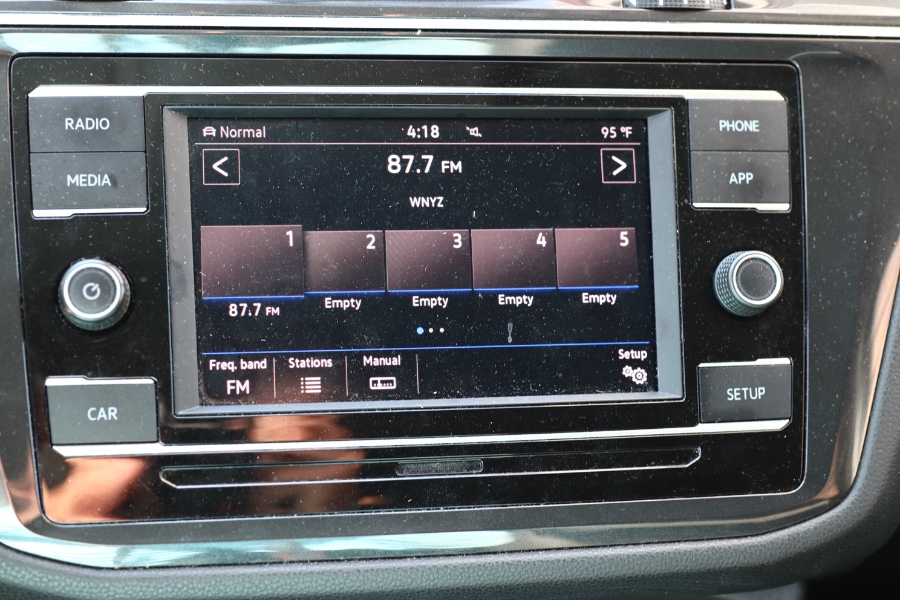 RADIO
MEDIA
CAR
Normal 4:18 95 °F
< 87.7 FM >
WNYZ
1 2 3 4 5
87.7 FM Empty Empty Empty Empty
Freq. band Stations Manual Setup
FM
PHONE
APP
SETUP